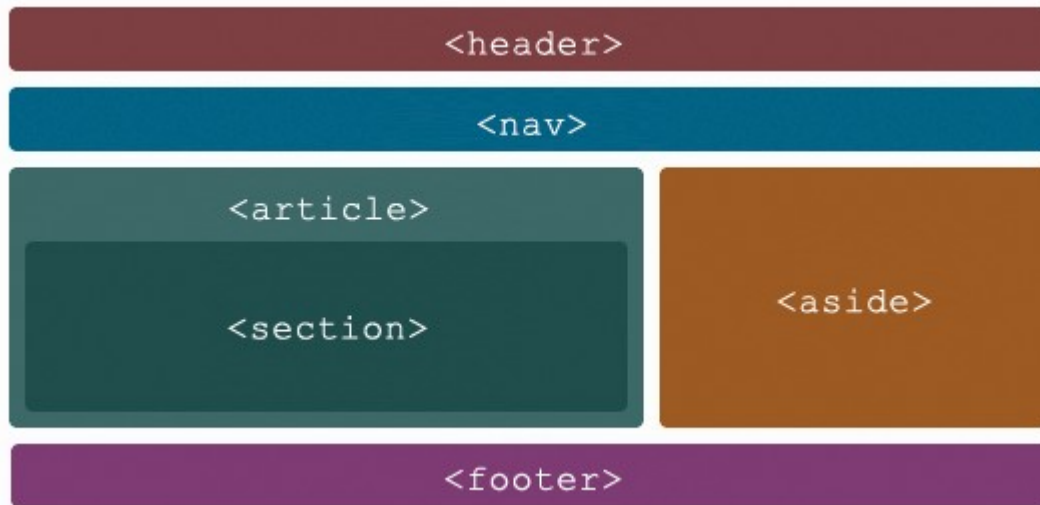 <header>
<nav>
<article>
<section>
<aside>
<footer>